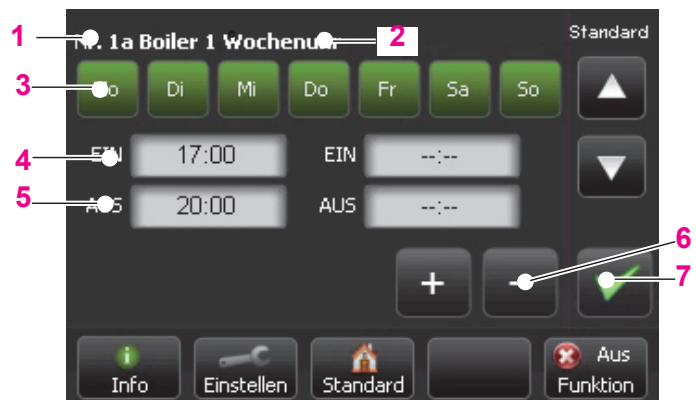 1
2
Nr. 1a Boiler 1 Wochenuhr
Standard
3
Mo Di Mi Do Fr Sa So
4
EIN 17:00 EIN --:--
5
AUS 20:00 AUS --:--
6
+ -
7
Info
Einstellen
Standard
Aus
Funktion